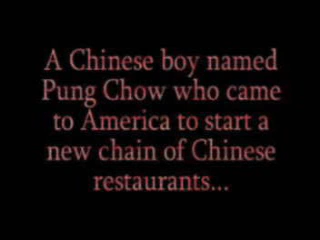 A Chinese boy named
Pung Chow who came
to America to start a
new chain of Chinese
restaurants...